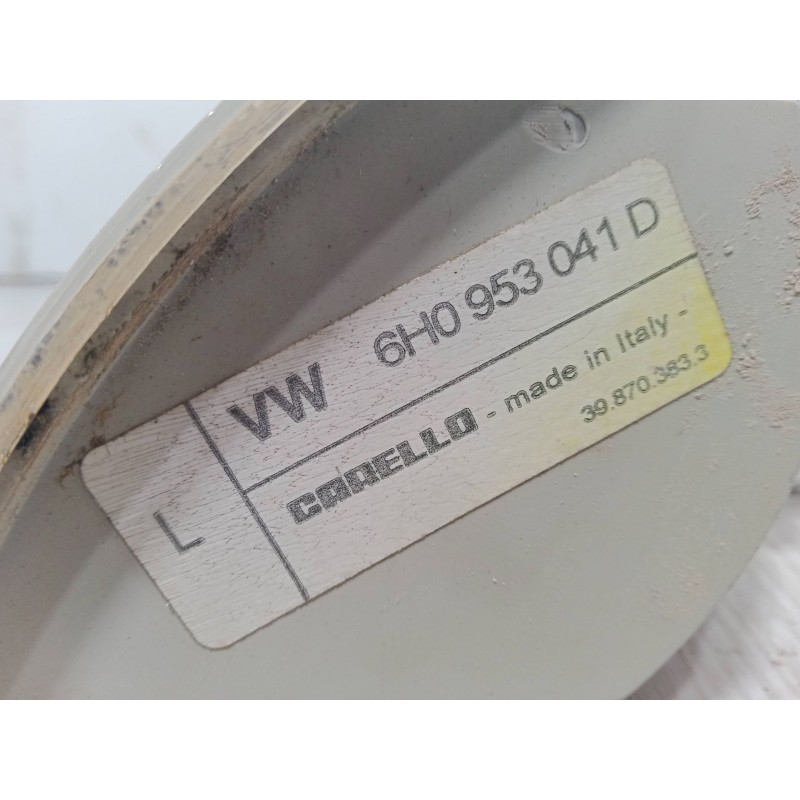 L
VW 6H0 953 041 D
CARELLO - made in Italy -
39.870.383.3